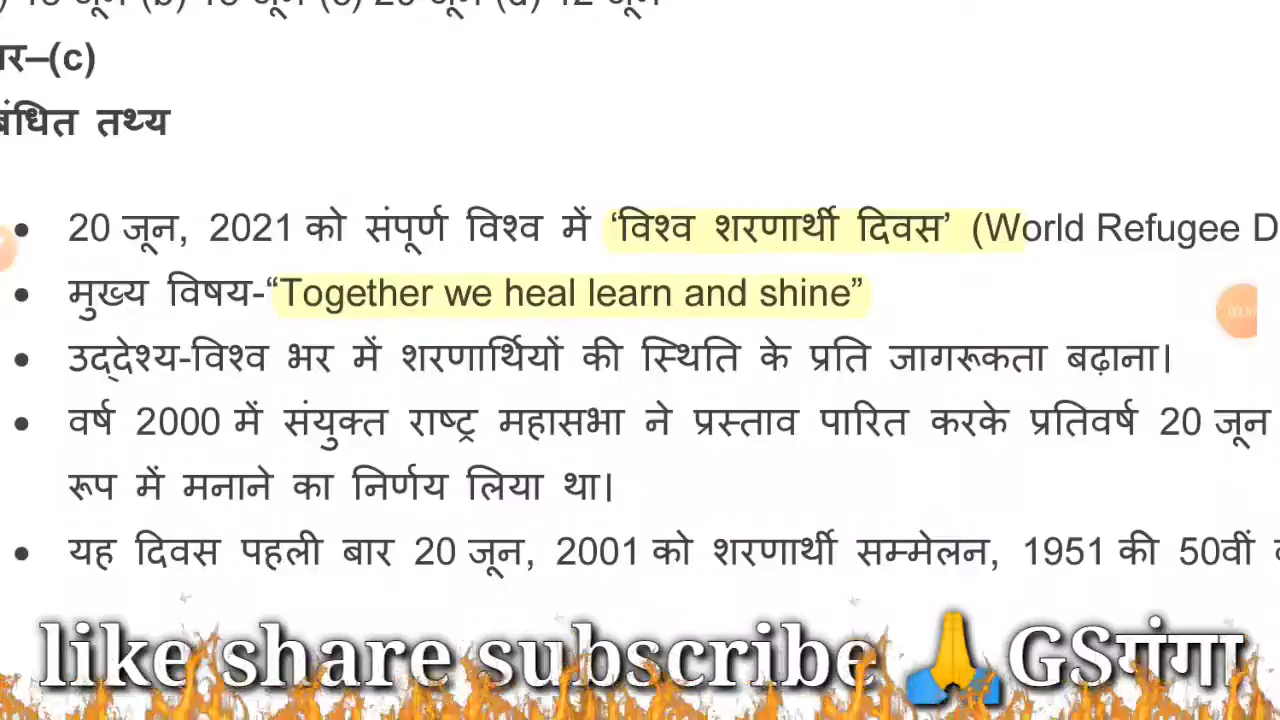 20 जून (d) 12 जून
–(c)
तथ्य
• 20 जून, 2021 को संपूर्ण विश्व में ‘विश्व शरणार्थी दिवस’ (World Refugee
• मुख्य विषय-“Together we heal learn and shine”
• उद्देश्य-विश्व भर में शरणार्थियों की स्थिति के प्रति जागरूकता बढ़ाना।
• वर्ष 2000 में संयुक्त राष्ट्र महासभा ने प्रस्ताव पारित करके प्रतिवर्ष 20 जून
रूप में मनाने का निर्णय लिया था।
• यह दिवस पहली बार 20 जून, 2001 को शरणार्थी सम्मेलन, 1951 की 50वीं
like share subscribe 🙏GSगंगा